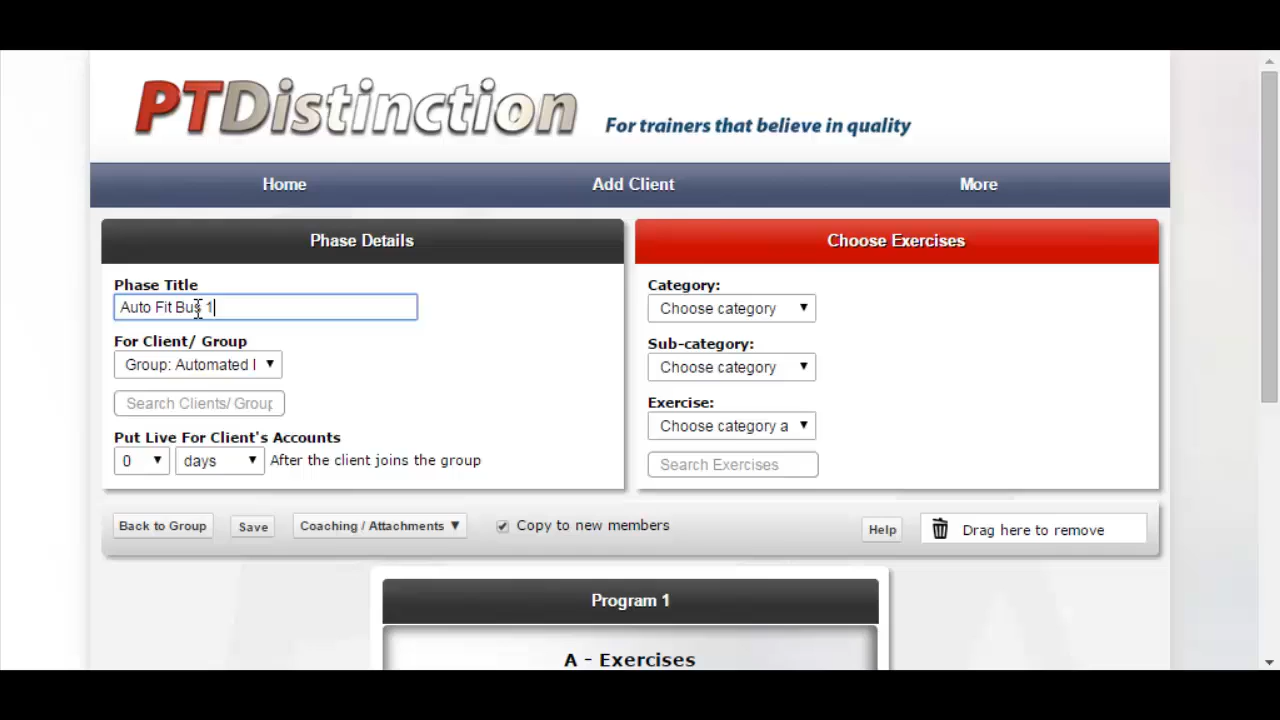 PTDistinction
For trainers that believe in quality
Home Add Client More
Phase Details
Phase Title
Auto Fit Bus 1
For Client/ Group
Group: Automated I
Search Clients/ Group
Put Live For Client's Accounts
0 days After the client joins the group
Choose Exercises
Category:
Choose category
Sub-category:
Choose category
Exercise:
Choose category a
Search Exercises
Back to Group Save Coaching / Attachments Copy to new members Help Drag here to remove
Program 1
A - Exercises